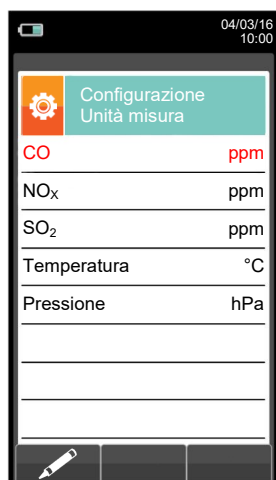 04/03/16
10:00
Configurazione
Unità misura
CO ppm
NOX ppm
SO2 ppm
Temperatura °C
Pressione hPa